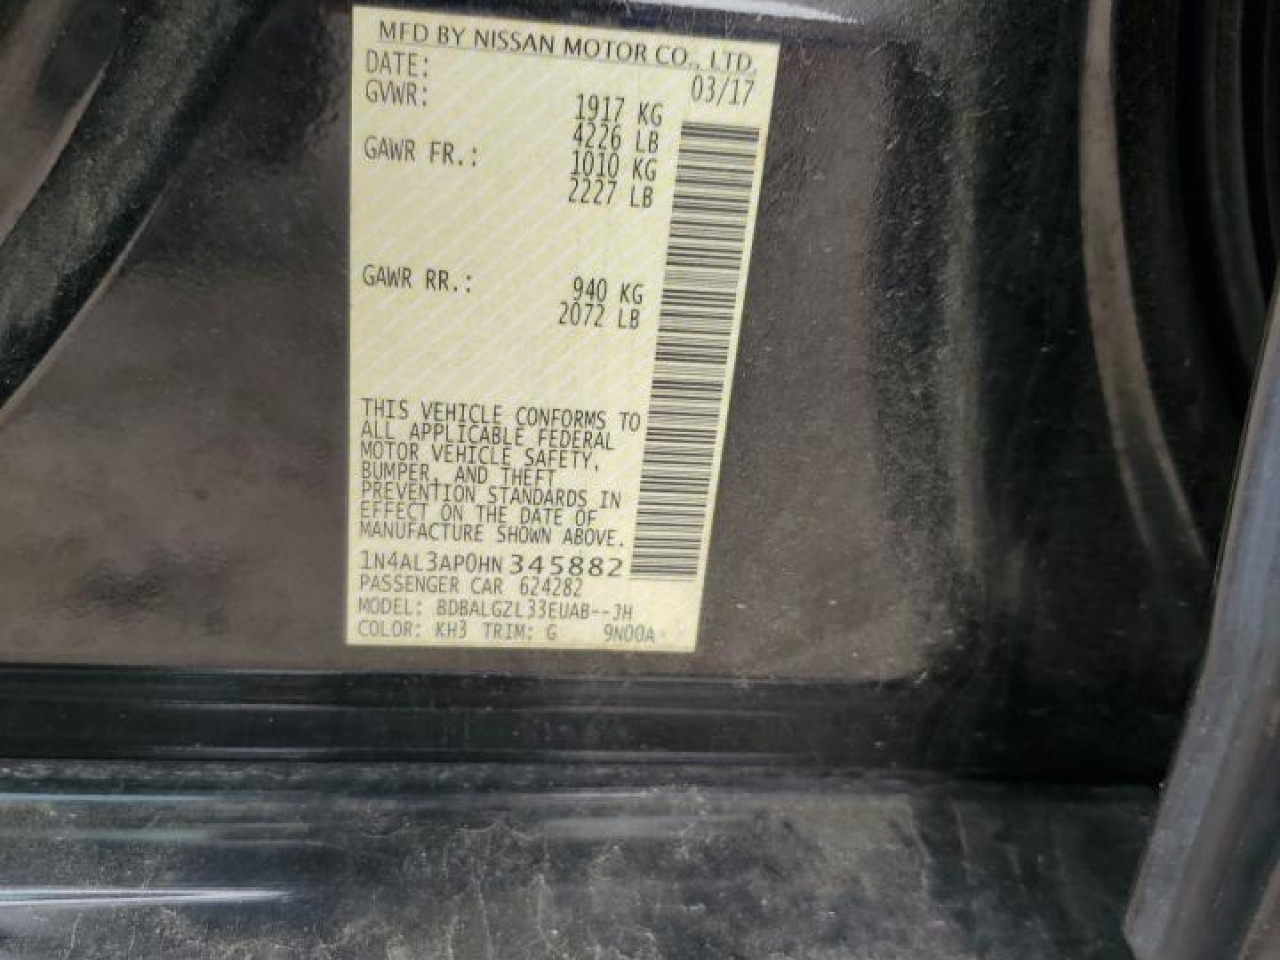 MFD BY NISSAN MOTOR CO., LTD.
DATE: 03/17
GVWR: 1917 KG
4226 LB
GAWR FR.: 1010 KG
2227 LB
GAWR RR.: 940 KG
2072 LB
THIS VEHICLE CONFORMS TO
ALL APPLICABLE FEDERAL
MOTOR VEHICLE SAFETY,
BUMPER, AND THEFT
PREVENTION STANDARDS IN
EFFECT ON THE DATE OF
MANUFACTURE SHOWN ABOVE.
1N4AL3AP0HN 345882
PASSENGER CAR 624282
MODEL: BDBALGZL33EUAB--JH
COLOR: KH3 TRIM: G 9N00A